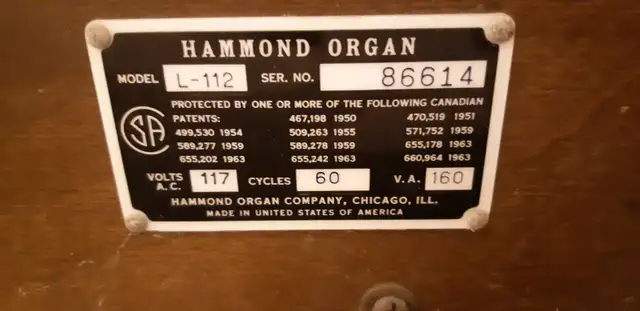 HAMMOND ORGAN
MODEL L-112 SER. NO. 86614
PROTECTED BY ONE OR MORE OF THE FOLLOWING CANADIAN
PATENTS: 467,198 1950 470,519 1951
499,530 1954 509,263 1955 571,752 1959
589,277 1959 589,278 1959 655,178 1963
655,202 1963 655,242 1963 660,964 1963
VOLTS A.C. 117 CYCLES 60 V.A. 160
HAMMOND ORGAN COMPANY, CHICAGO, ILL.
MADE IN UNITED STATES OF AMERICA
CSA